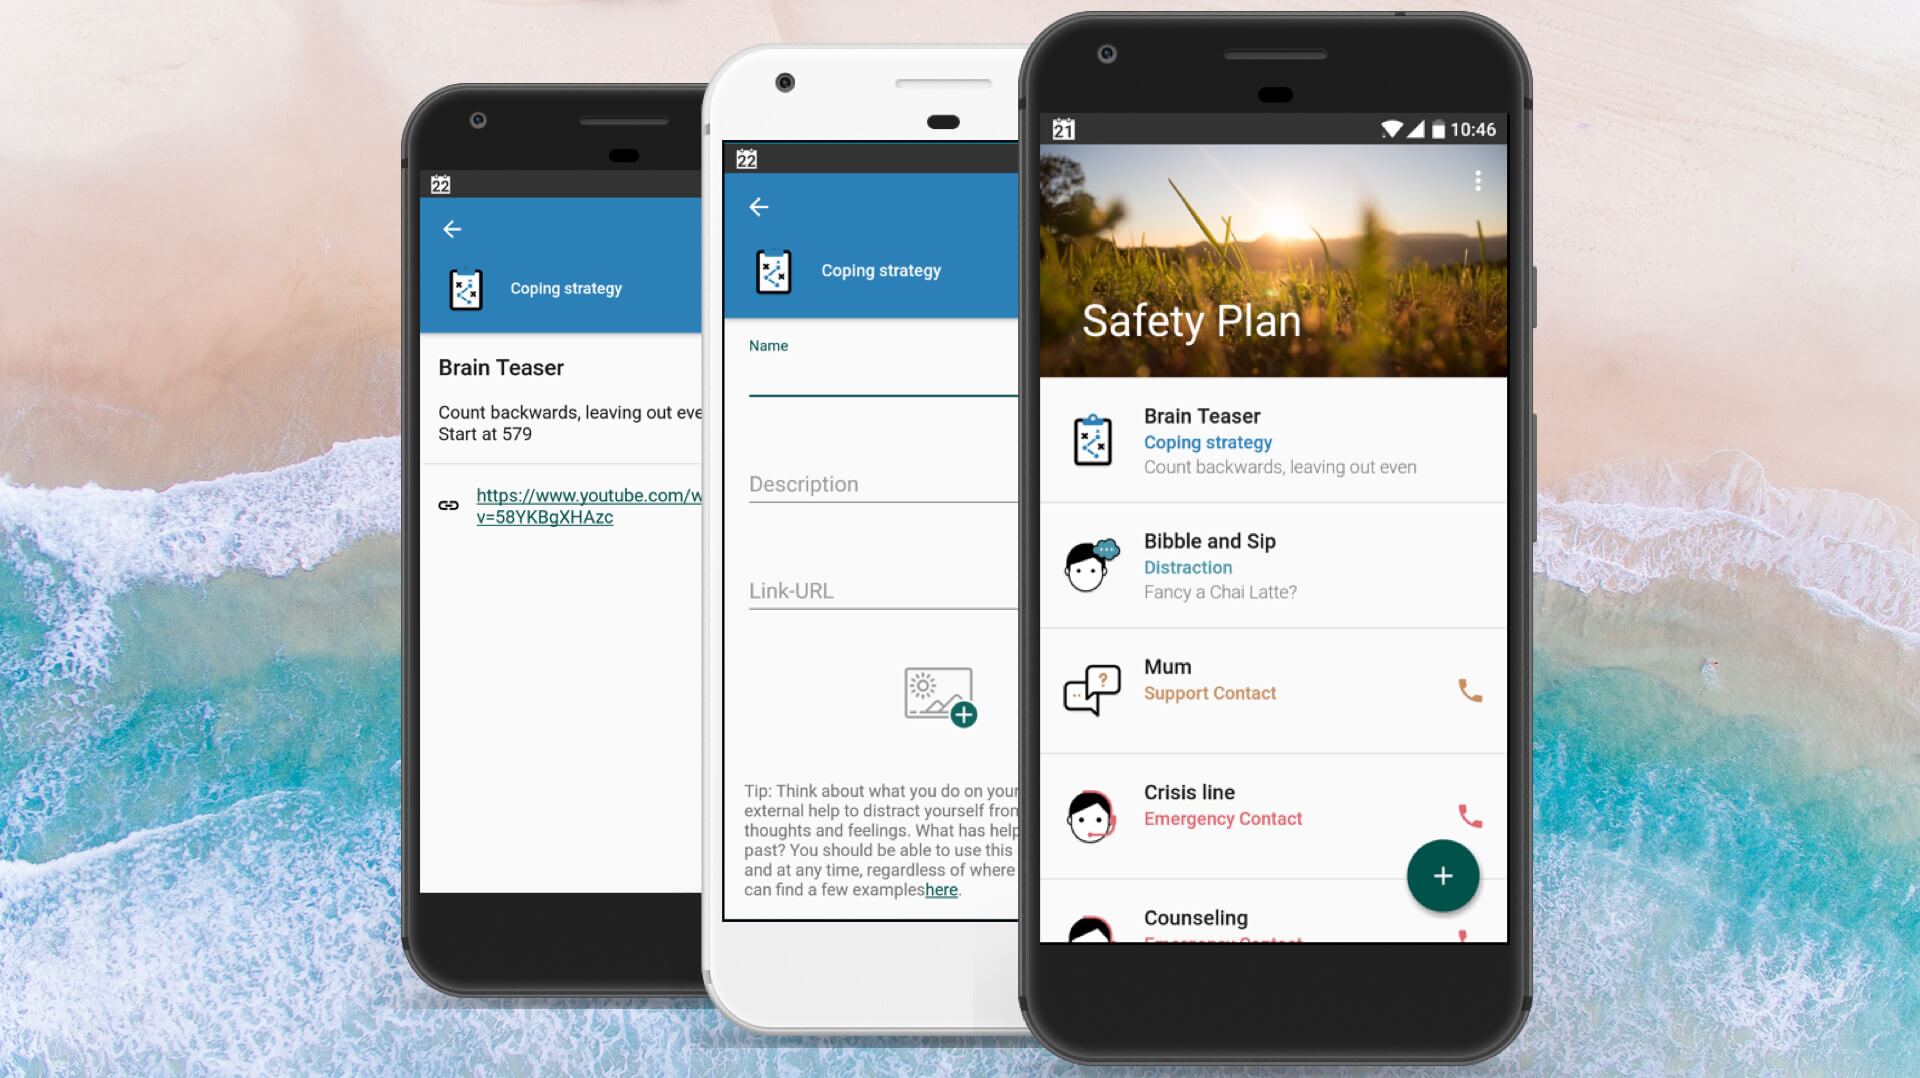 22
Coping strategy
Brain Teaser
Count backwards, leaving out eve
Start at 579
https://www.youtube.com/w
v=58YKBgXHAzc
22
Coping strategy
Name
Description
Link-URL
Tip: Think about what you do on your
external help to distract yourself from
thoughts and feelings. What has help
past? You should be able to use this
and at any time, regardless of where
can find a few exampleshere.
21
10:46
Safety Plan
Brain Teaser
Coping strategy
Count backwards, leaving out even
Bibble and Sip
Distraction
Fancy a Chai Latte?
Mum
Support Contact
Crisis line
Emergency Contact
Counseling
Emergency Contact